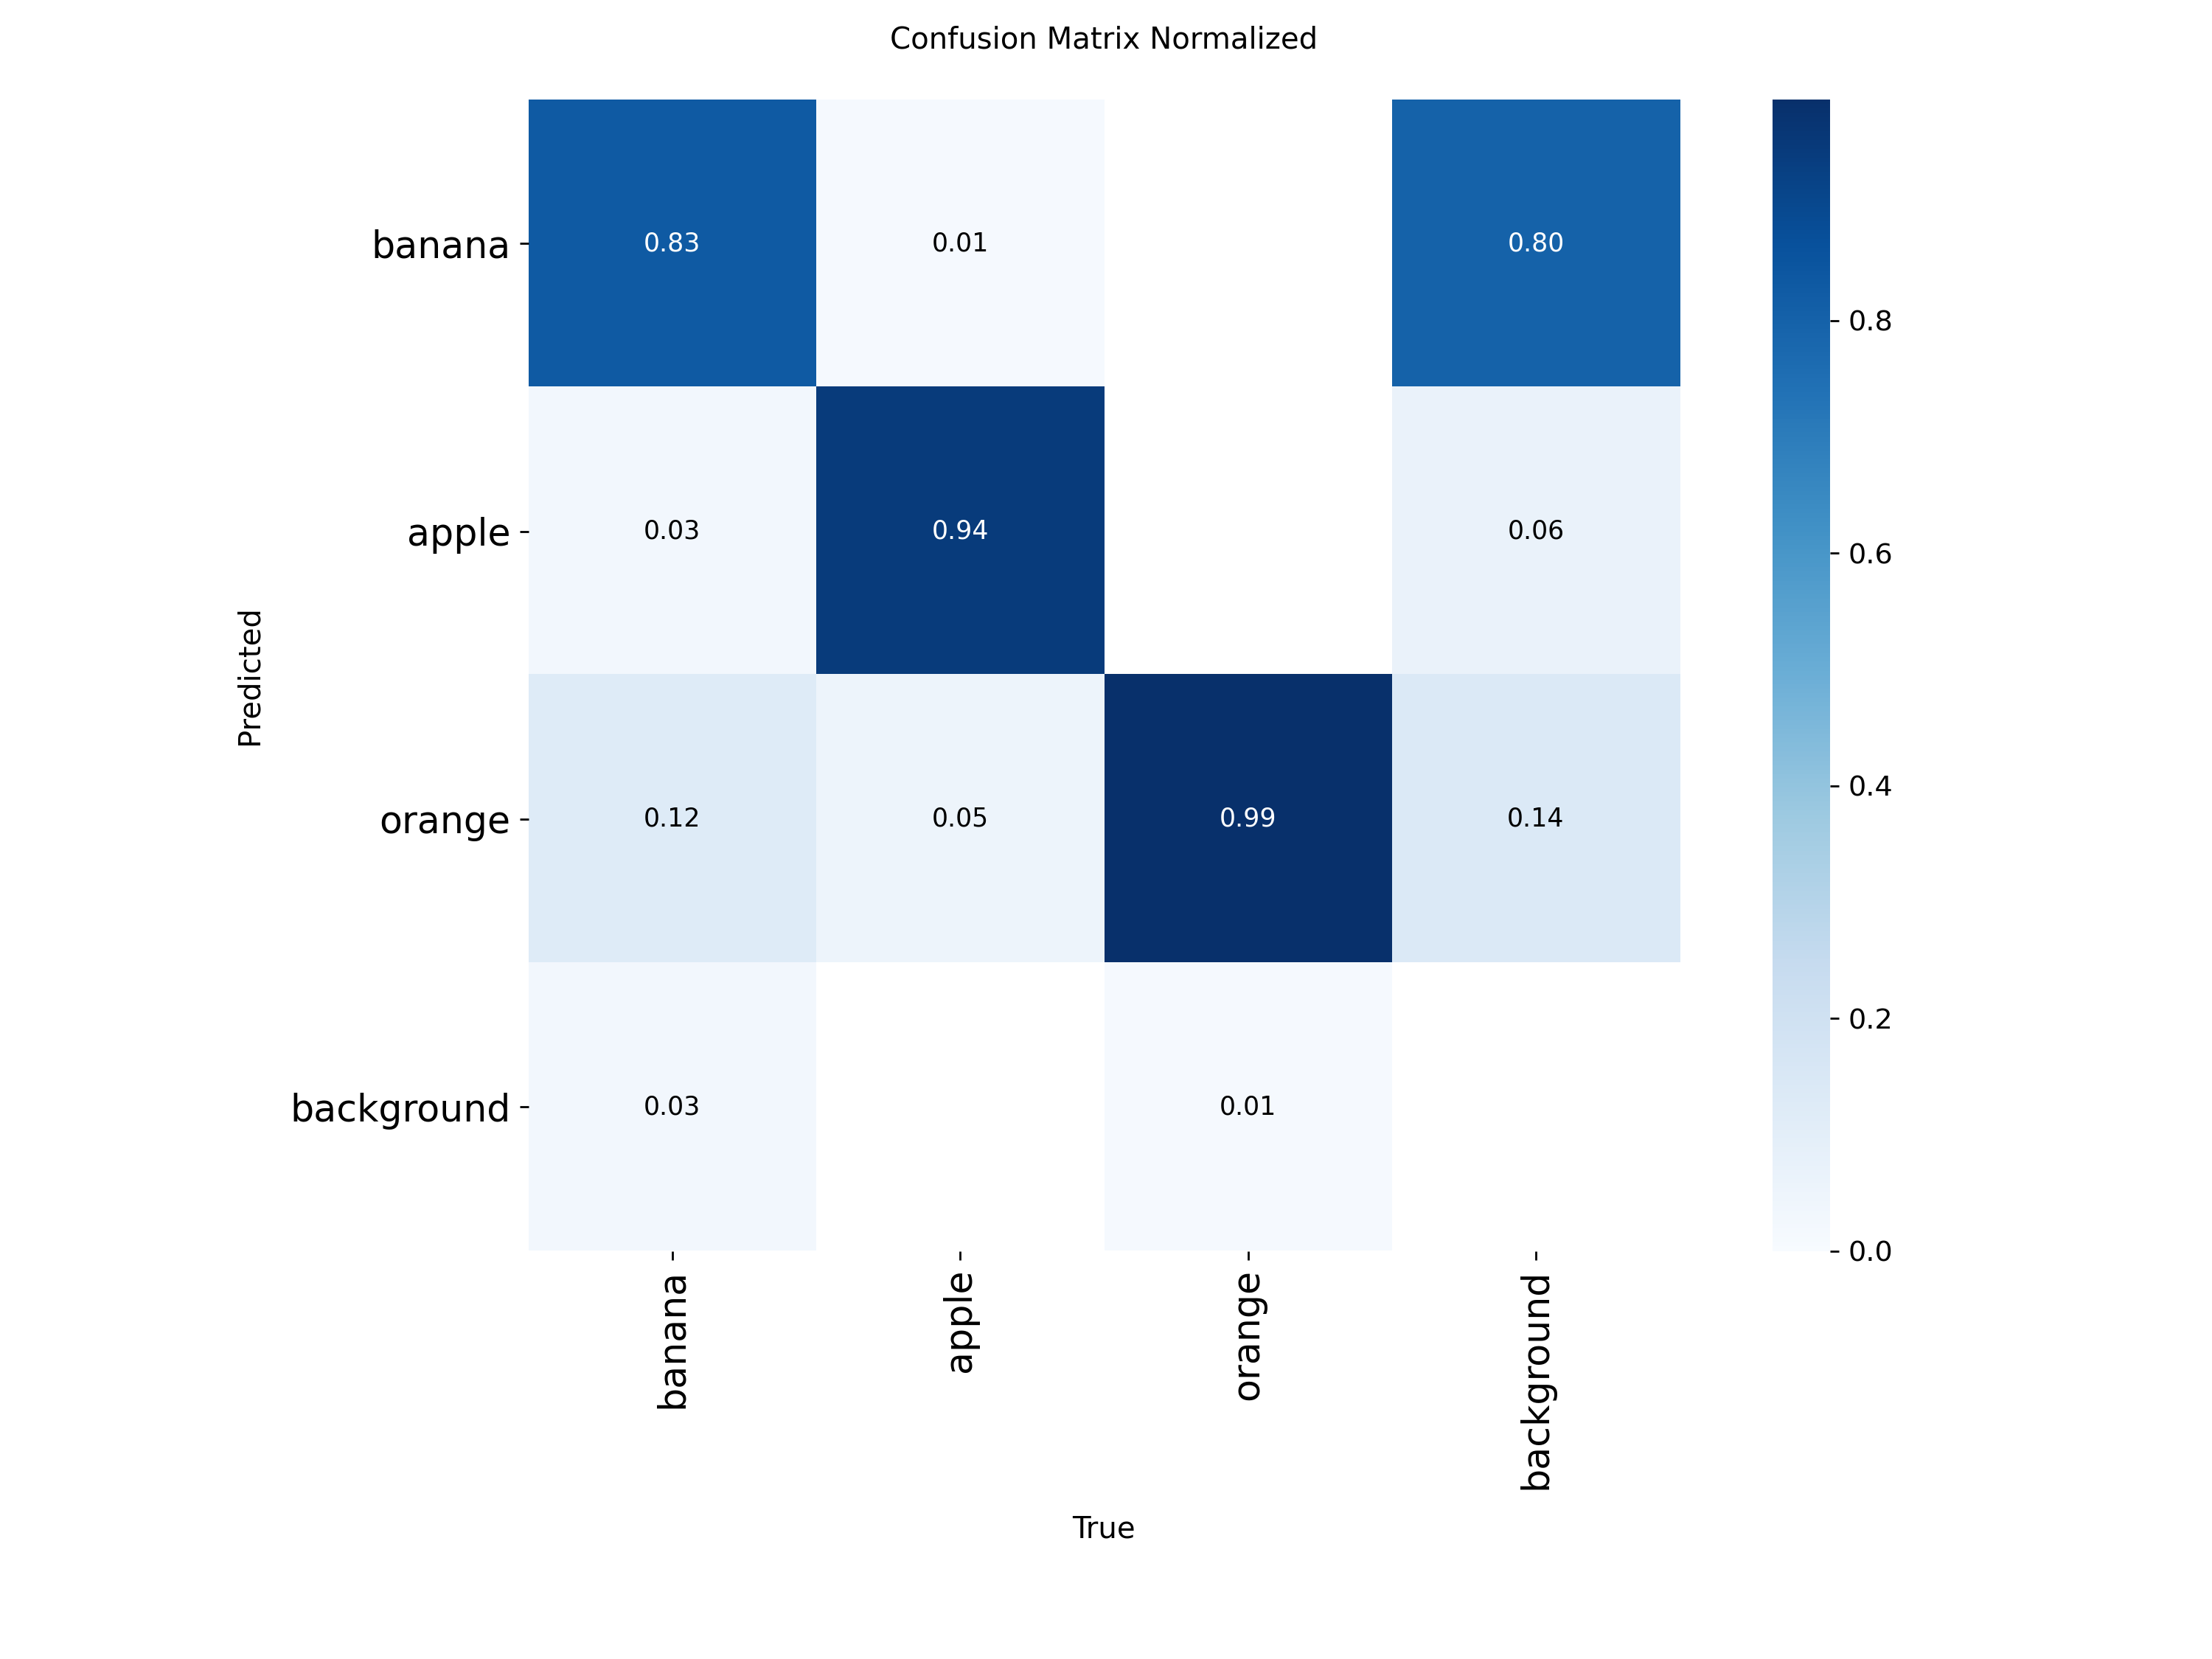 Confusion Matrix Normalized
banana 0.83 0.01 0.80
apple 0.03 0.94 0.06
orange 0.12 0.05 0.99 0.14
background 0.03 0.01
Predicted
banana apple orange background
True
0.8
0.6
0.4
0.2
0.0